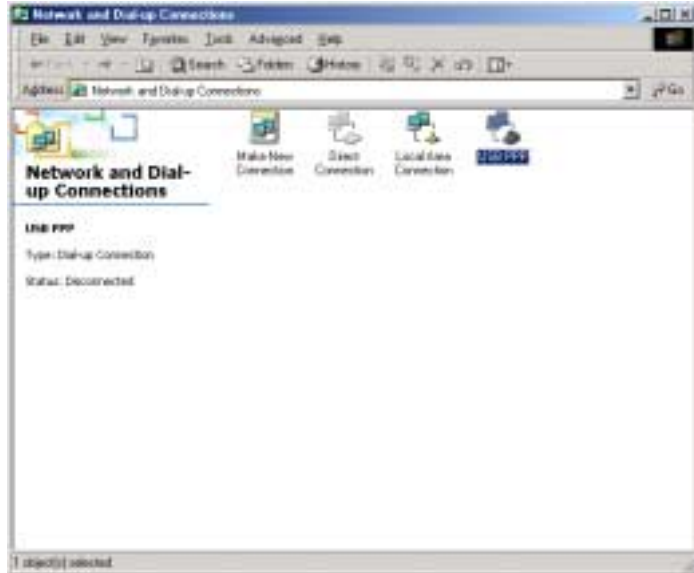 Network and Dial-up Connections
File Edit View Favorites Tools Advanced Help
Search Folders History
Address Network and Dial-up Connections Go
Make New Connection
Direct Connection
Local Area Connection
USB PPP
Network and Dial-
up Connections
USB PPP
Type: Dial-up Connection
Status: Disconnected
1 object(s) selected